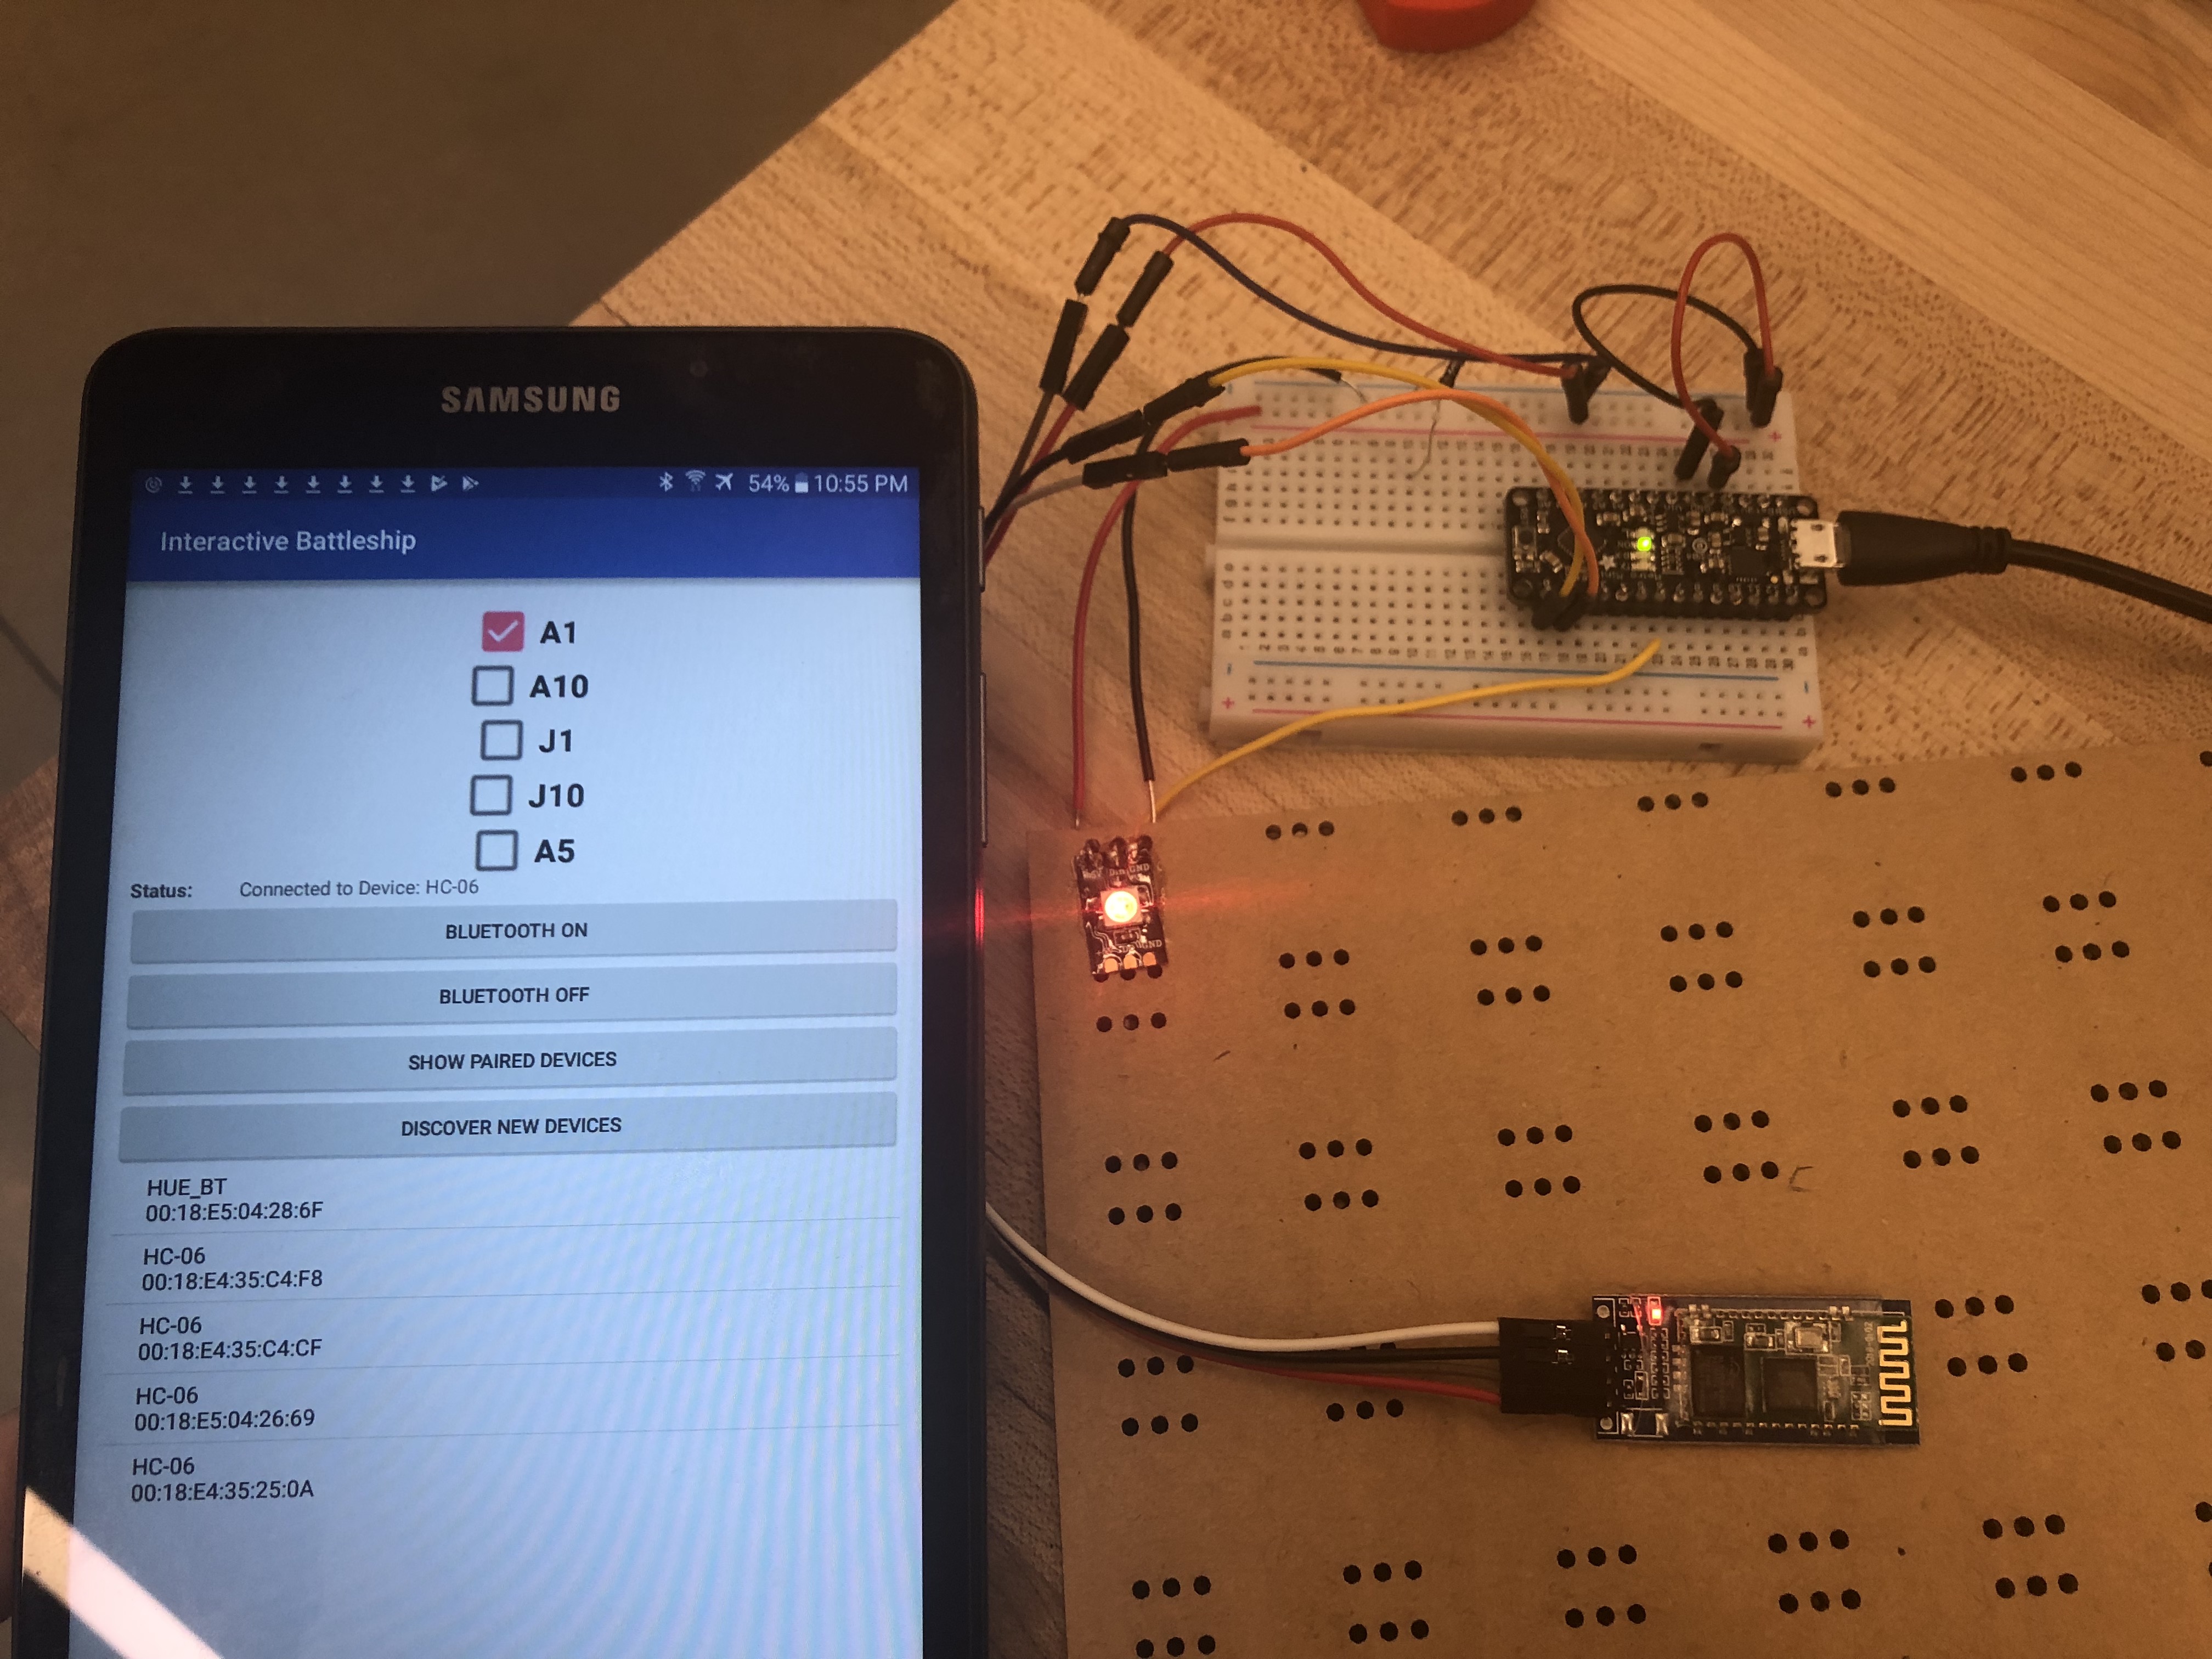 SAMSUNG
54% 10:55 PM
Interactive Battleship
A1
A10
J1
J10
A5
Status: Connected to Device: HC-06
BLUETOOTH ON
BLUETOOTH OFF
SHOW PAIRED DEVICES
DISCOVER NEW DEVICES
HUE_BT
00:18:E5:04:28:6F
HC-06
00:18:E4:35:C4:F8
HC-06
00:18:E4:35:C4:CF
HC-06
00:18:E5:04:26:69
HC-06
00:18:E4:35:25:0A